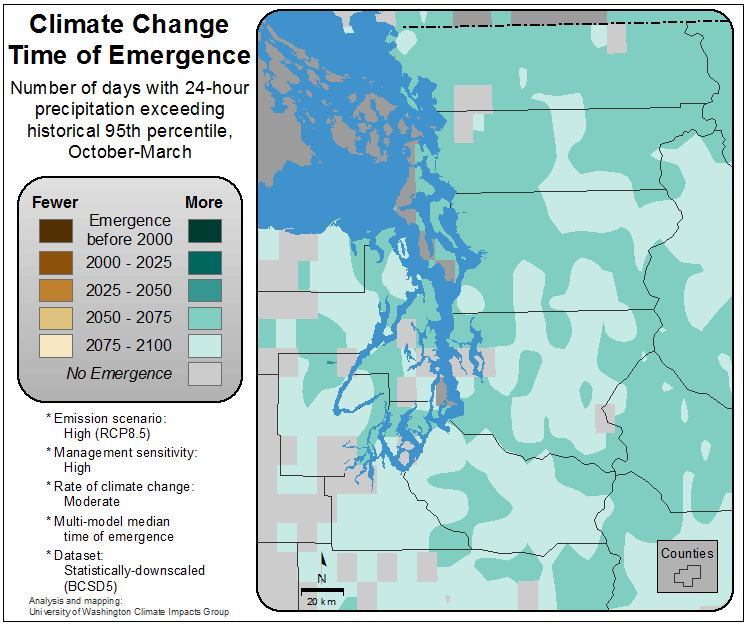 Climate Change
Time of Emergence
Number of days with 24-hour
precipitation exceeding
historical 95th percentile,
October-March
Fewer More
Emergence
before 2000
2000 - 2025
2025 - 2050
2050 - 2075
2075 - 2100
No Emergence
* Emission scenario:
High (RCP8.5)
* Management sensitivity:
High
* Rate of climate change:
Moderate
* Multi-model median
time of emergence
* Dataset:
Statistically-downscaled
(BCSD5)
Analysis and mapping:
University of Washington Climate Impacts Group
N
20 km
Counties